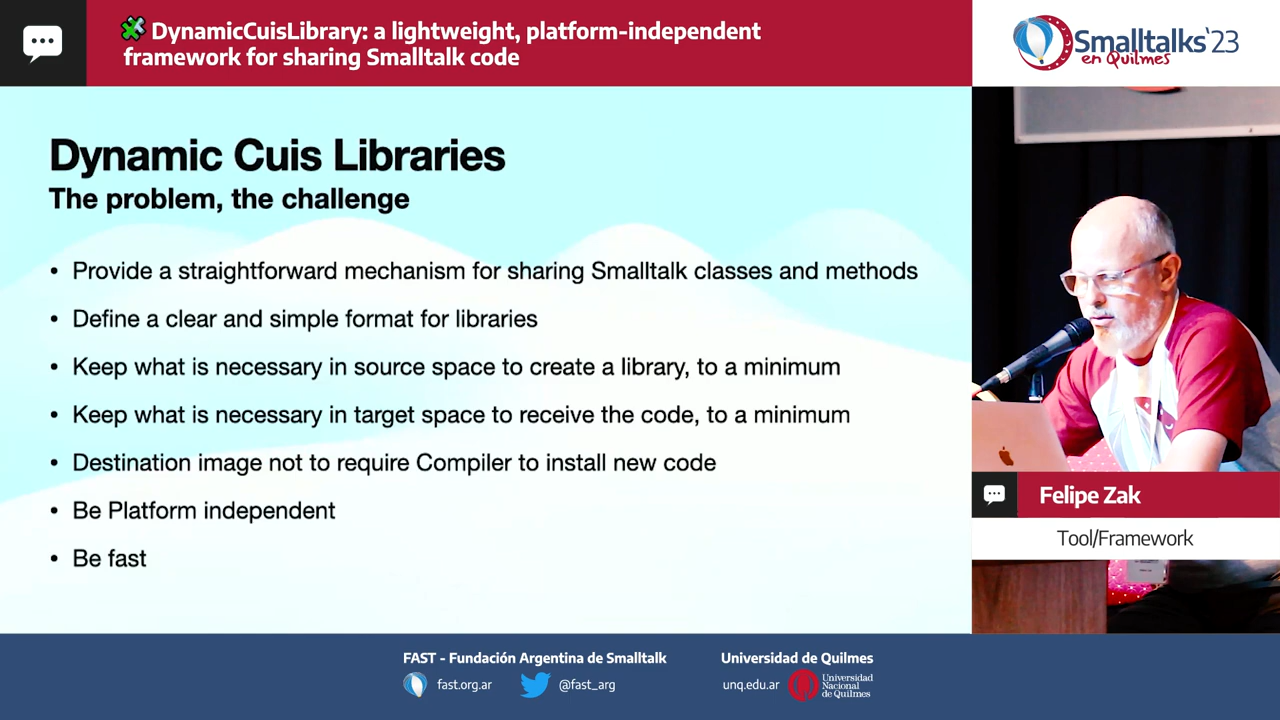 DynamicCuisLibrary: a lightweight, platform-independent
framework for sharing Smalltalk code
Smalltalks'23
en Quilmes
Dynamic Cuis Libraries
The problem, the challenge
• Provide a straightforward mechanism for sharing Smalltalk classes and methods
• Define a clear and simple format for libraries
• Keep what is necessary in source space to create a library, to a minimum
• Keep what is necessary in target space to receive the code, to a minimum
• Destination image not to require Compiler to install new code
• Be Platform independent
• Be fast
Felipe Zak
Tool/Framework
FAST - Fundación Argentina de Smalltalk
fast.org.ar
@fast_arg
Universidad de Quilmes
unq.edu.ar
Universidad
Nacional
de Quilmes